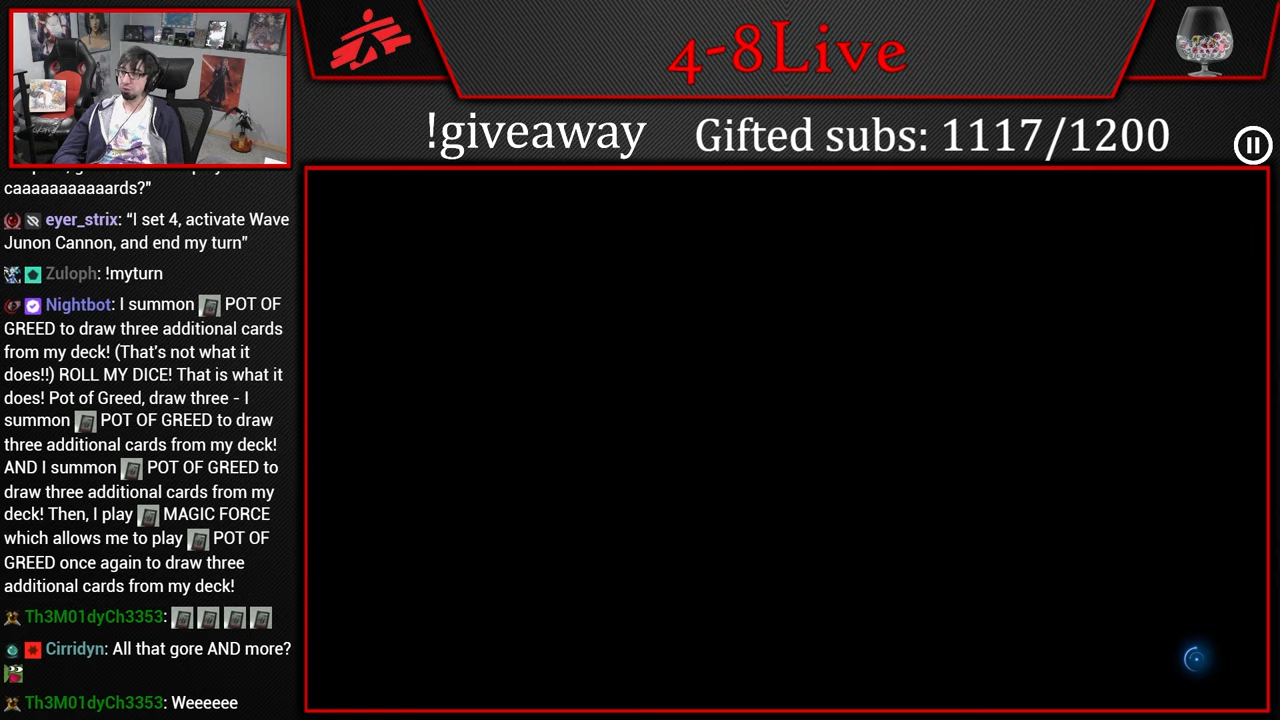 4-8Live
!giveaway
Gifted subs: 1117/1200
caaaaaaaaaards?"
eyer_strix: “I set 4, activate Wave
Junon Cannon, and end my turn"
Zuloph: !myturn
Nightbot: I summon POT OF
GREED to draw three additional cards
from my deck! (That's not what it
does!!) ROLL MY DICE! That is what it
does! Pot of Greed, draw three - I
summon POT OF GREED to draw
three additional cards from my deck!
AND I summon POT OF GREED to
draw three additional cards from my
deck! Then, I play MAGIC FORCE
which allows me to play POT OF
GREED once again to draw three
additional cards from my deck!
Th3M01dyCh3353:
Cirridyn: All that gore AND more?
Th3M01dyCh3353: Weeeeee